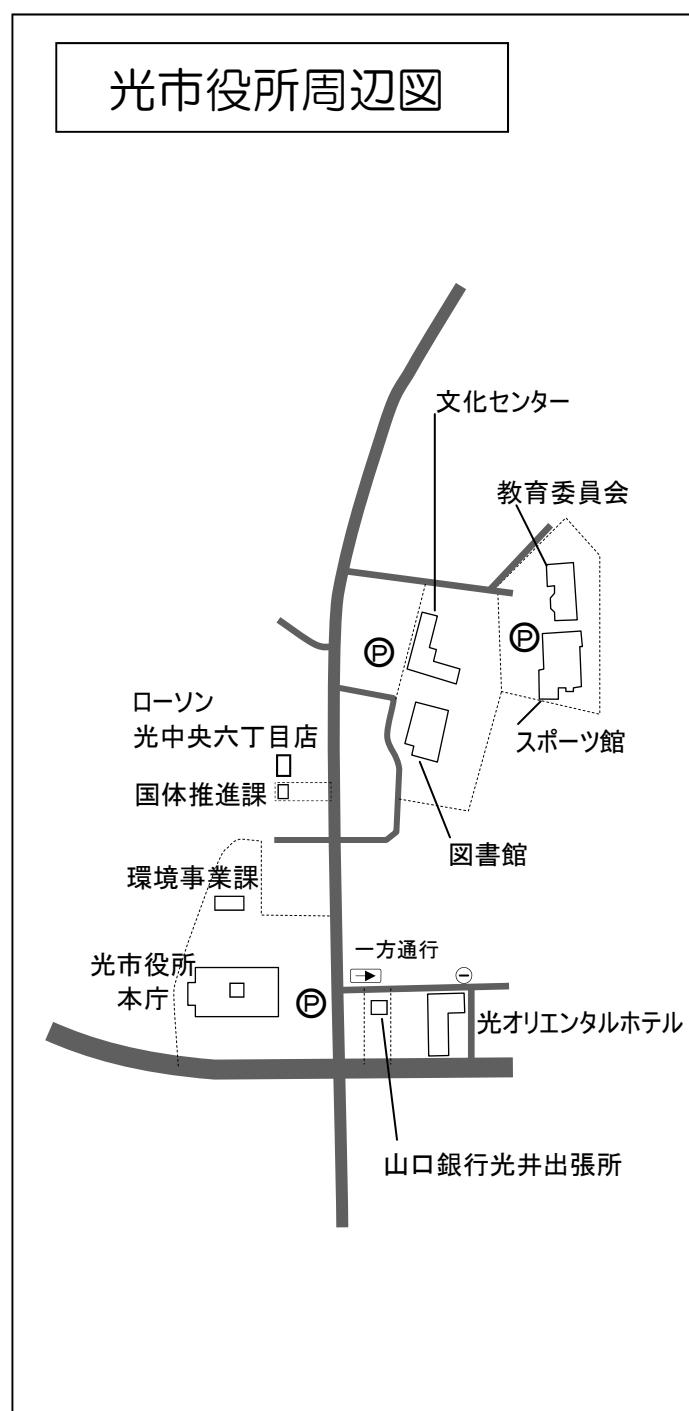 光市役所周辺図
文化センター
教育委員会
Ⓟ
Ⓟ
ローソン
光中央六丁目店
スポーツ館
国体推進課
図書館
環境事業課
一方通行
光市役所
本庁
Ⓟ
光オリエンタルホテル
山口銀行光井出張所